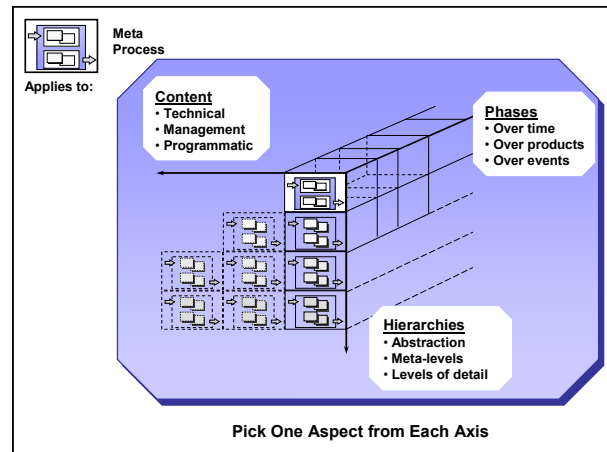 Meta
Process
Applies to:
Content
• Technical
• Management
• Programmatic
Phases
• Over time
• Over products
• Over events
Hierarchies
• Abstraction
• Meta-levels
• Levels of detail
Pick One Aspect from Each Axis